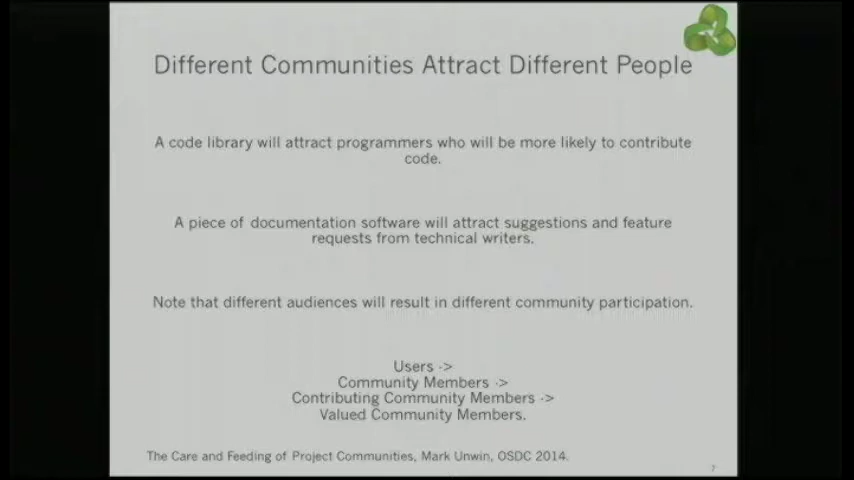 Different Communities Attract Different People
A code library will attract programmers who will be more likely to contribute
code.
A piece of documentation software will attract suggestions and feature
requests from technical writers.
Note that different audiences will result in different community participation.
Users ->
Community Members ->
Contributing Community Members ->
Valued Community Members.
The Care and Feeding of Project Communities, Mark Unwin, OSDC 2014.
7